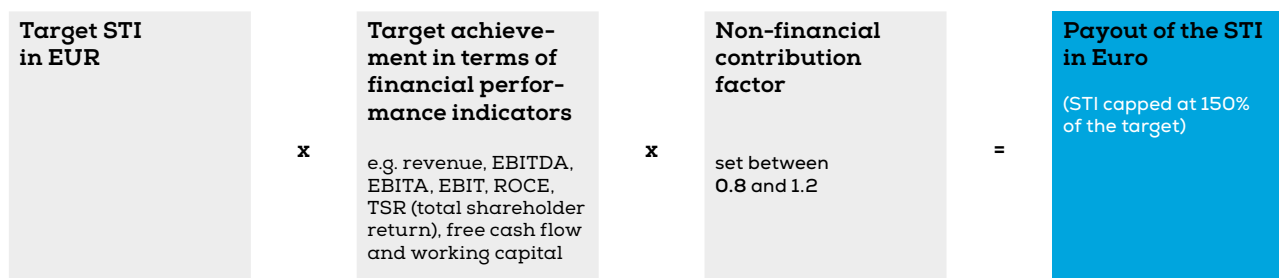 Target STI
in EUR
x
Target achieve-
ment in terms of
financial perfor-
mance indicators
e.g. revenue, EBITDA,
EBITA, EBIT, ROCE,
TSR (total shareholder
return), free cash flow
and working capital
x
Non-financial
contribution
factor
set between
0.8 and 1.2
=
Payout of the STI
in Euro
(STI capped at 150%
of the target)